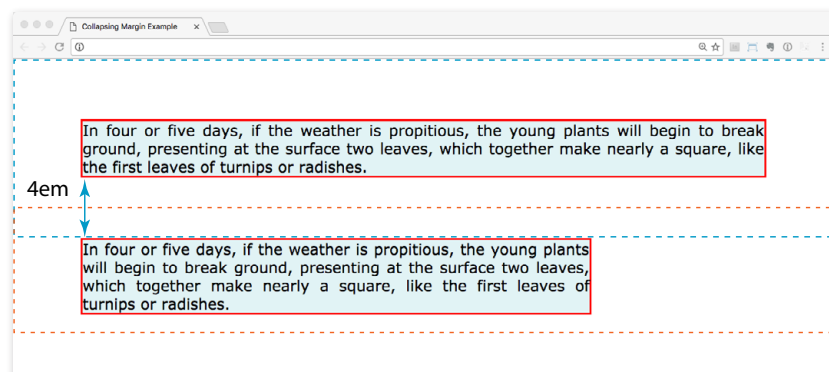 Collapsing Margin Example
In four or five days, if the weather is propitious, the young plants will begin to break
ground, presenting at the surface two leaves, which together make nearly a square, like
the first leaves of turnips or radishes.
4em
In four or five days, if the weather is propitious, the young plants
will begin to break ground, presenting at the surface two leaves,
which together make nearly a square, like the first leaves of
turnips or radishes.